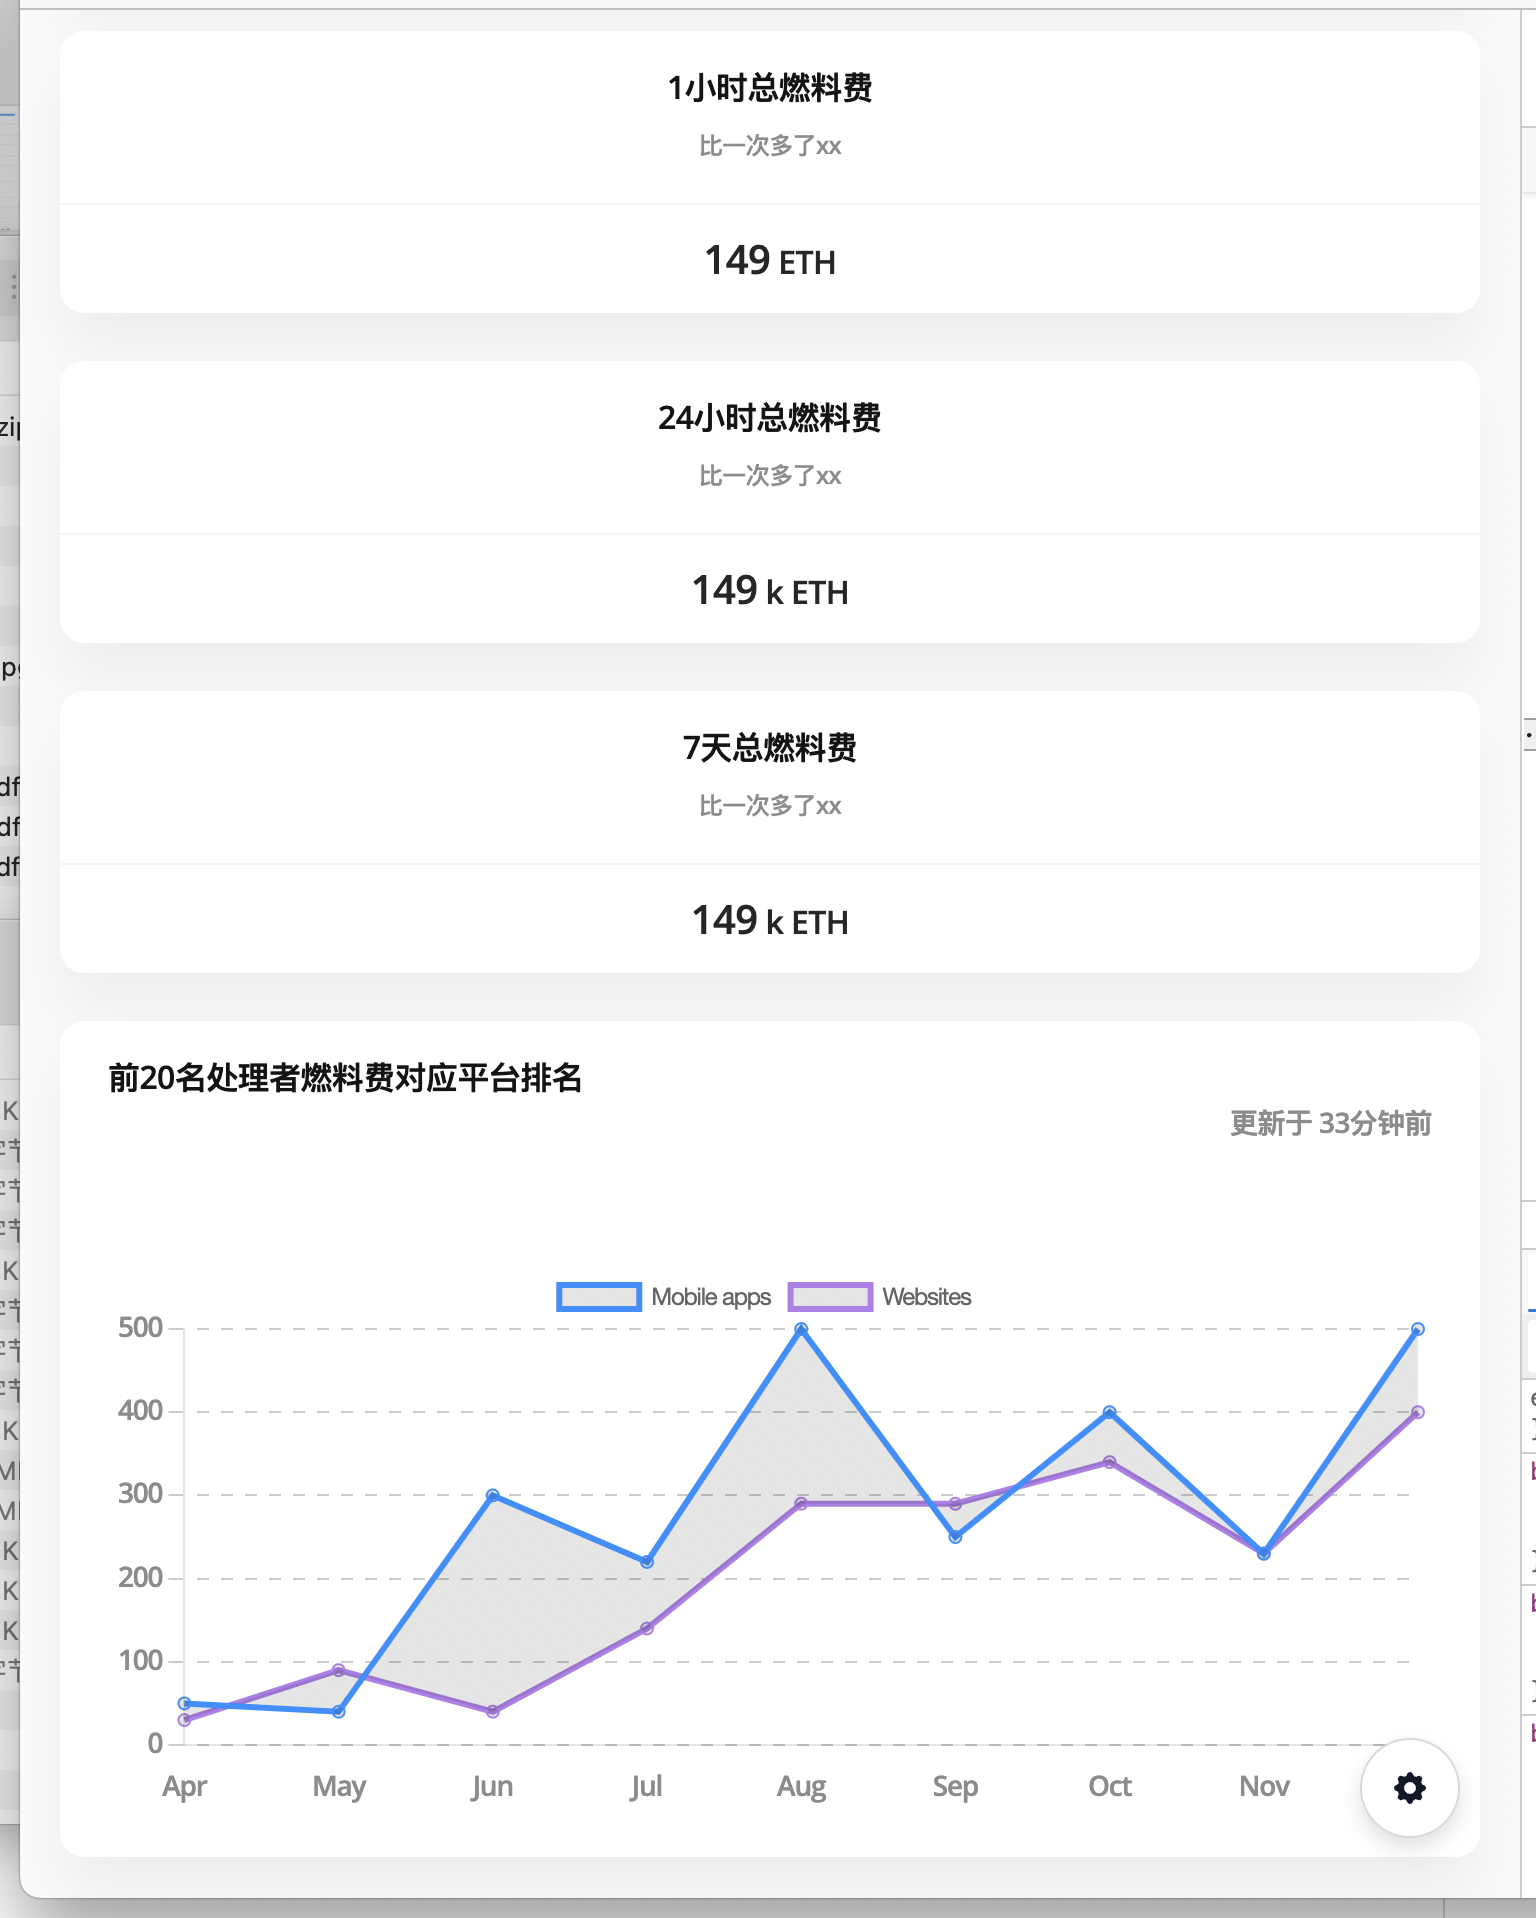 1小时总燃料费
比一次多了xx
149 ETH
24小时总燃料费
比一次多了xx
149 k ETH
7天总燃料费
比一次多了xx
149 k ETH
前20名处理者燃料费对应平台排名
更新于 33分钟前
Mobile apps Websites
500
400
300
200
100
0
Apr May Jun Jul Aug Sep Oct Nov